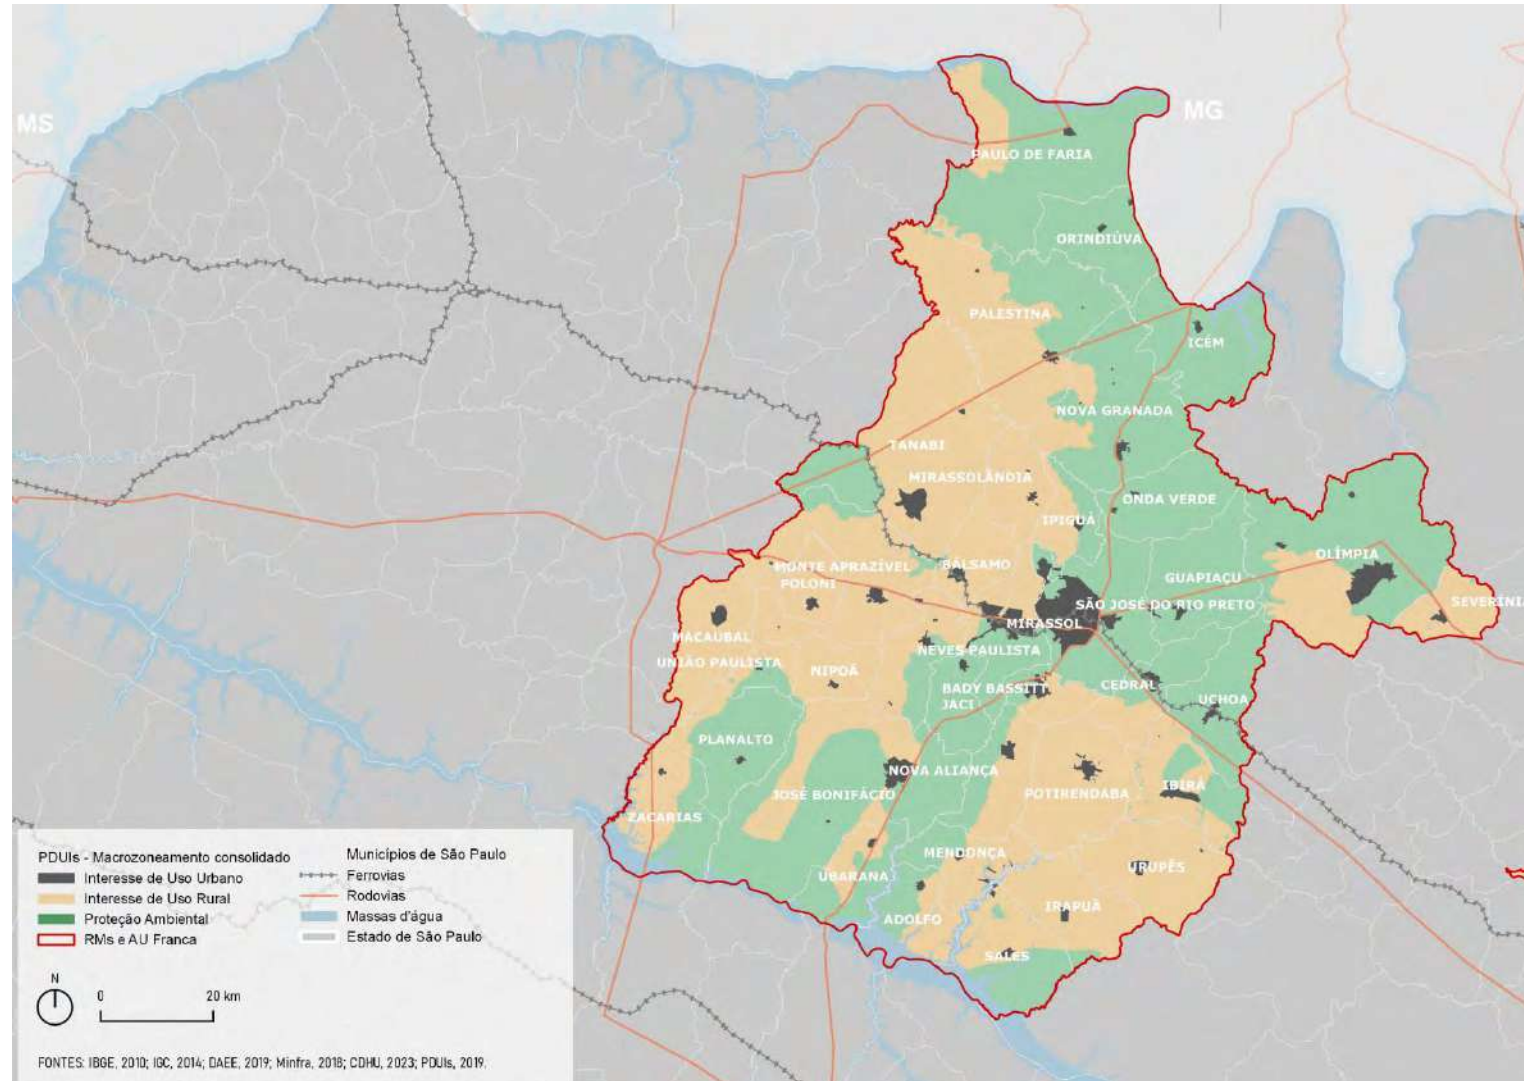 MS
MG
PAULO DE FARIA
ORINDIÚVA
PALESTINA
ICÉM
NOVA GRANADA
TANABI
MIRASSOLÂNDIA
ONDA VERDE
IPIGUÁ
OLÍMPIA
BÁLSAMO
MONTE APRAZÍVEL
GUAPIAÇU
POLONI
SÃO JOSÉ DO RIO PRETO
SEVERÍNIA
MIRASSOL
MACAUBAL
NEVES PAULISTA
UNIÃO PAULISTA
NIPOÃ
CEDRAL
BADY BASSITT
JACI
UCHOA
PLANALTO
NOVA ALIANÇA
IBIRÁ
JOSÉ BONIFÁCIO
POTIRENDABA
ZACARIAS
MENDONÇA
URUPÊS
UBARANA
IRAPUÃ
ADOLFO
SALES
PDUIs - Macrozoneamento consolidado
Interesse de Uso Urbano
Interesse de Uso Rural
Proteção Ambiental
RMs e AU Franca
Municípios de São Paulo
Ferrovias
Rodovias
Massas d'água
Estado de São Paulo
N
0 20 km
FONTES: IBGE, 2010; IGC, 2014; DAEE, 2019; Minfra, 2018; CDHU, 2023; PDUIs, 2019.